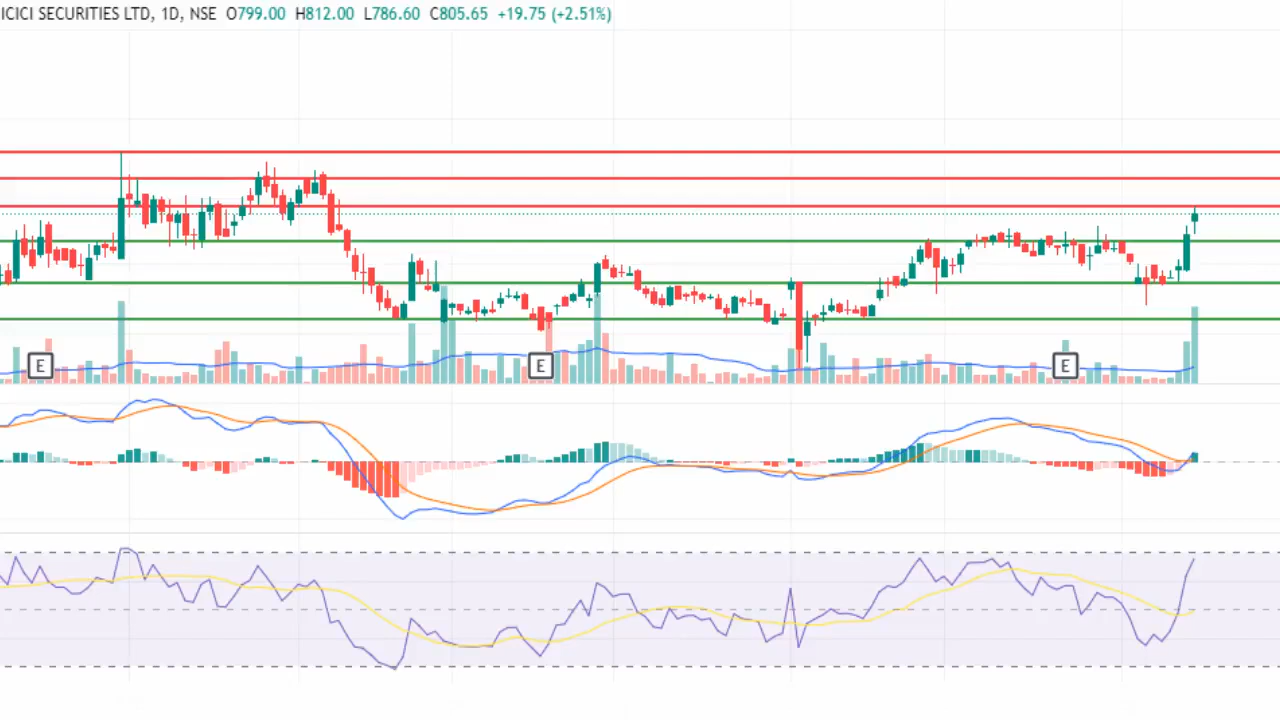 ICICI SECURITIES LTD, 1D, NSE O799.00 H812.00 L786.60 C805.65 +19.75 (+2.51%)
E E E